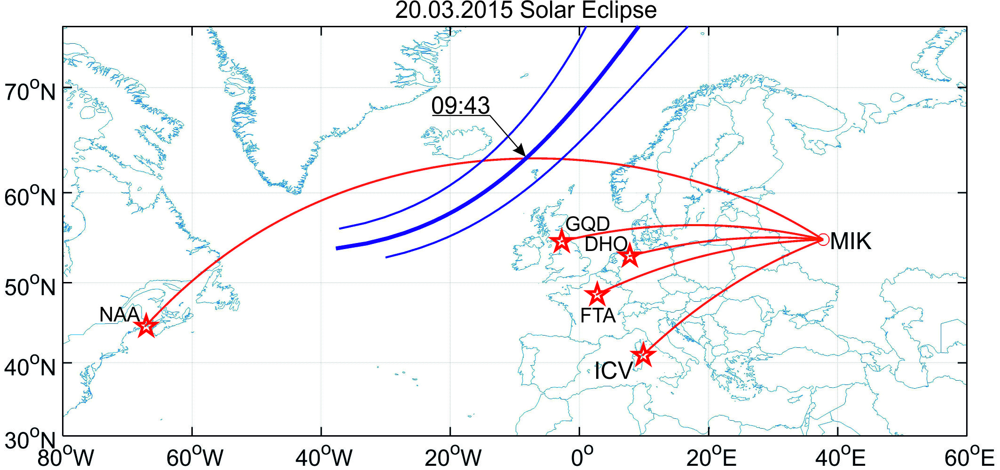 20.03.2015 Solar Eclipse
70°N
09:43
60°N
GQD
DHO
MIK
50°N
NAA
FTA
40°N
ICV
30°N
80°W 60°W 40°W 20°W 0° 20°E 40°E 60°E